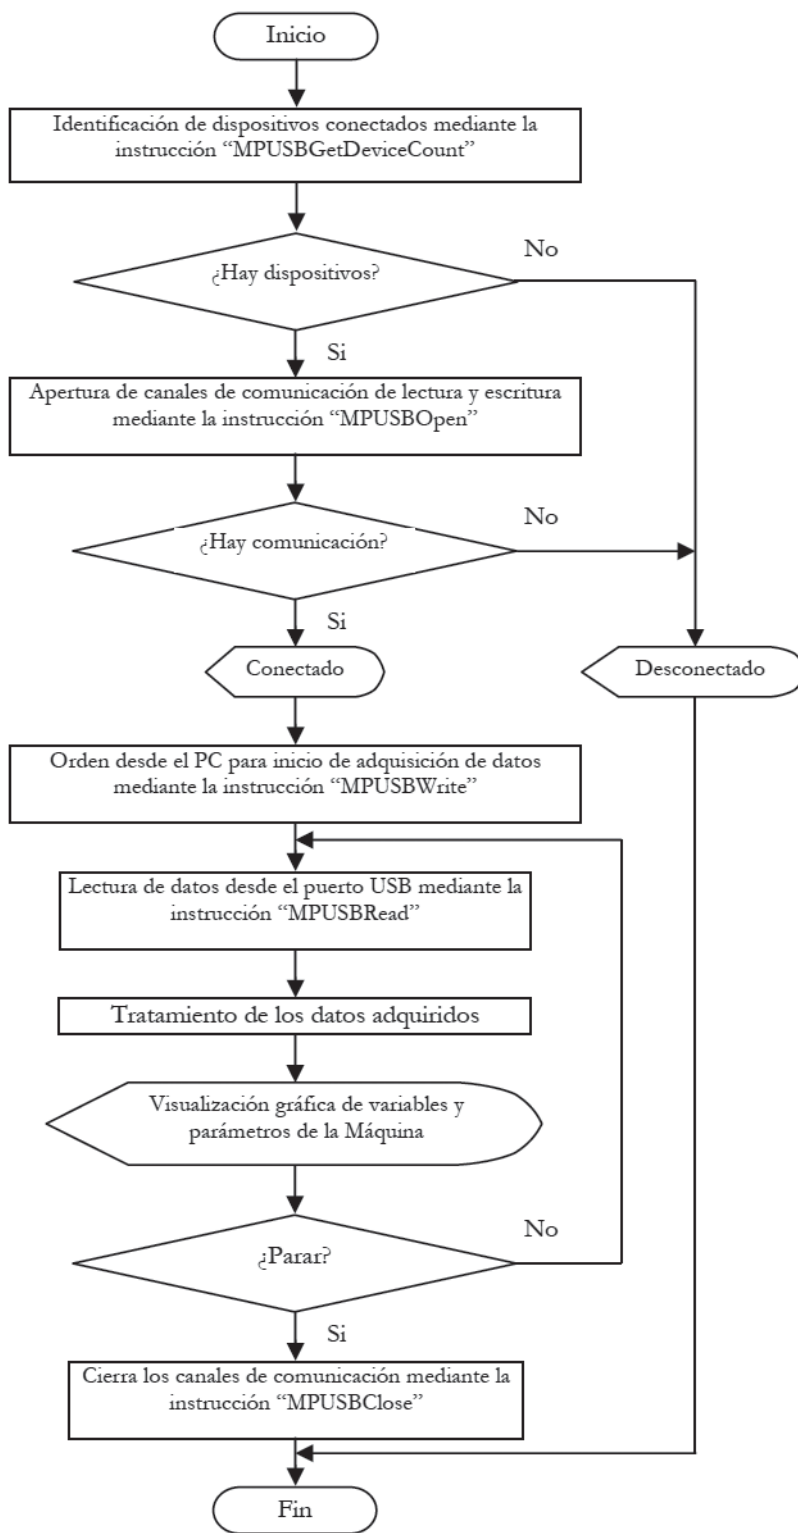 Inicio
Identificación de dispositivos conectados mediante la
instrucción “MPUSBGetDeviceCount”
No
¿Hay dispositivos?
Si
Apertura de canales de comunicación de lectura y escritura
mediante la instrucción “MPUSBOpen”
No
¿Hay comunicación?
Si
Conectado
Desconectado
Orden desde el PC para inicio de adquisición de datos
mediante la instrucción “MPUSBWrite”
Lectura de datos desde el puerto USB mediante la
instrucción “MPUSBRead”
Tratamiento de los datos adquiridos
Visualización gráfica de variables y
parámetros de la Máquina
No
¿Parar?
Si
Cierra los canales de comunicación mediante la
instrucción “MPUSBClose”
Fin